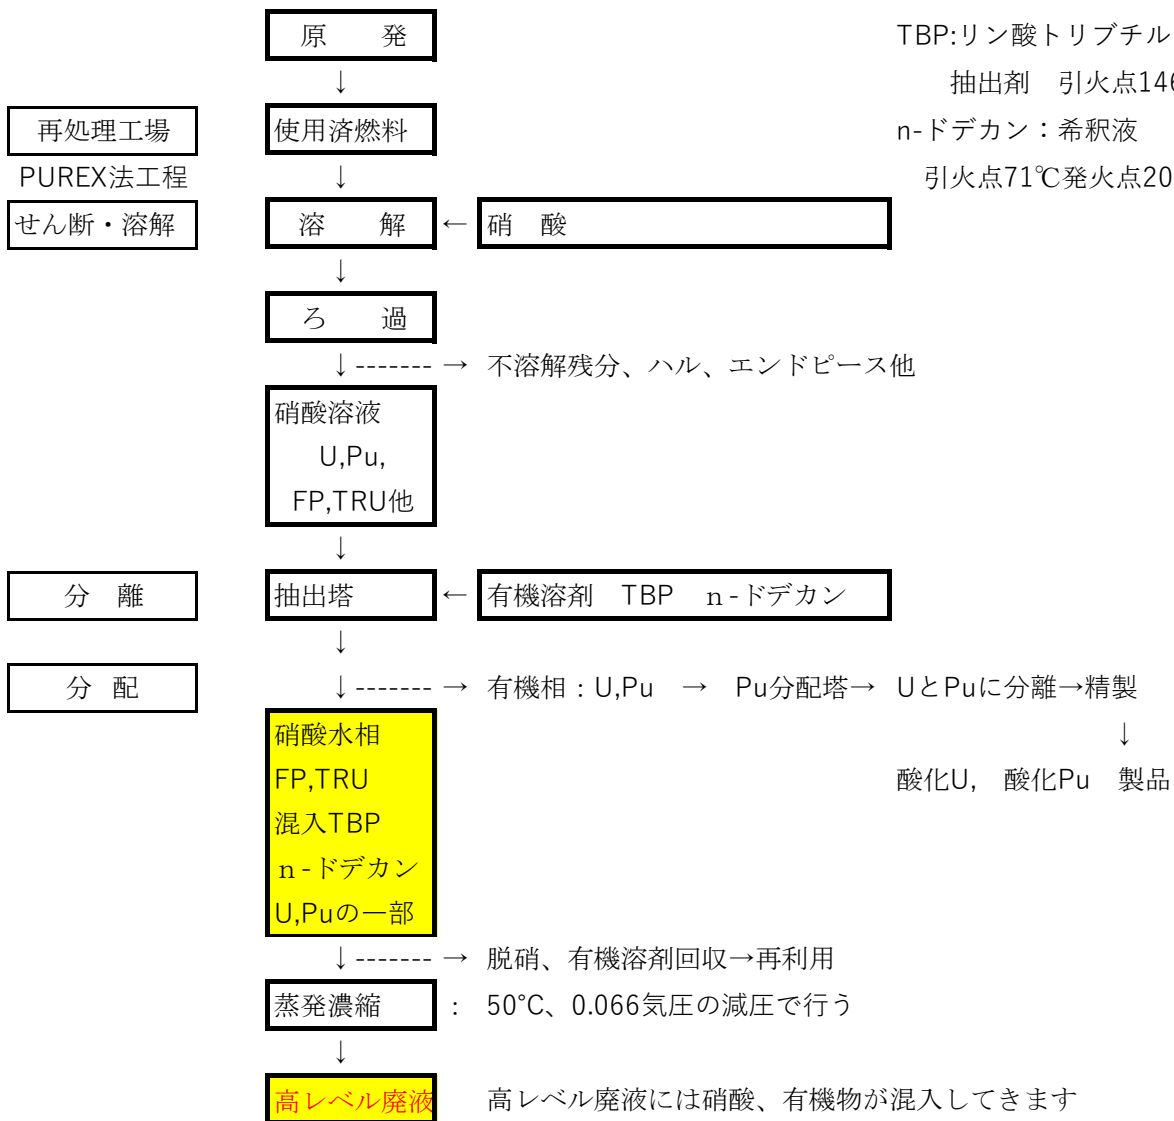 原　発
TBP:リン酸トリブチル
↓
抽出剤　引火点146
再処理工場
使用済燃料
n-ドデカン：希釈液
PUREX法工程
↓
引火点71℃発火点20
せん断・溶解
溶　解
←
硝　酸
↓
ろ　過
↓ ------- → 不溶解残分、ハル、エンドピース他
硝酸溶液
U,Pu,
FP,TRU他
↓
分　離
抽出塔
←
有機溶剤　TBP　ｎ-ドデカン
↓
分　配
↓ ------- → 有機相：U,Pu　→　Pu分配塔→　UとPuに分離→精製
硝酸水相
↓
FP,TRU
酸化U,　酸化Pu　製品
混入TBP
ｎ-ドデカン
U,Puの一部
↓ ------- → 脱硝、有機溶剤回収→再利用
蒸発濃縮
：　50℃、0.066気圧の減圧で行う
↓
高レベル廃液
高レベル廃液には硝酸、有機物が混入してきます